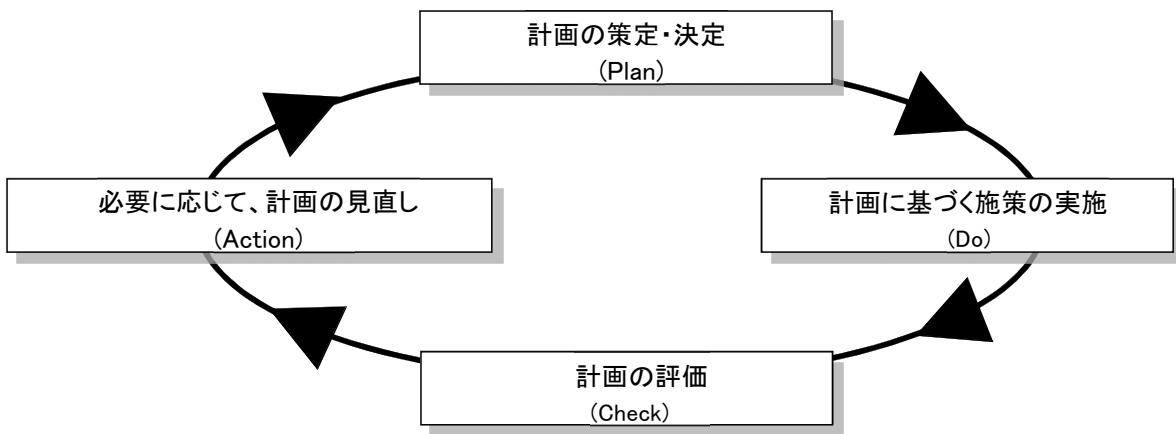 計画の策定・決定
(Plan)
必要に応じて、計画の見直し
(Action)
計画に基づく施策の実施
(Do)
計画の評価
(Check)